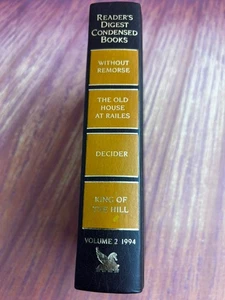 READER'S
DIGEST
CONDENSED
BOOKS
WITHOUT
REMORSE
THE OLD
HOUSE
AT RAILES
DECIDER
KING OF
THE HILL
VOLUME 2 1994